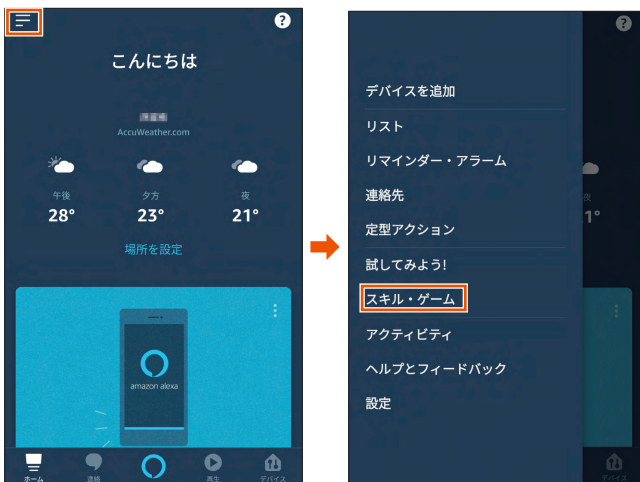 ?
こんにちは
AccuWeather.com
午後
夕方
夜
28°
23°
21°
場所を設定
amazon alexa
ホーム
連絡
再生
デバイス
?
デバイスを追加
リスト
リマインダー・アラーム
連絡先
定型アクション
試してみよう!
スキル・ゲーム
アクティビティ
ヘルプとフィードバック
設定
夜
1°
デバイス